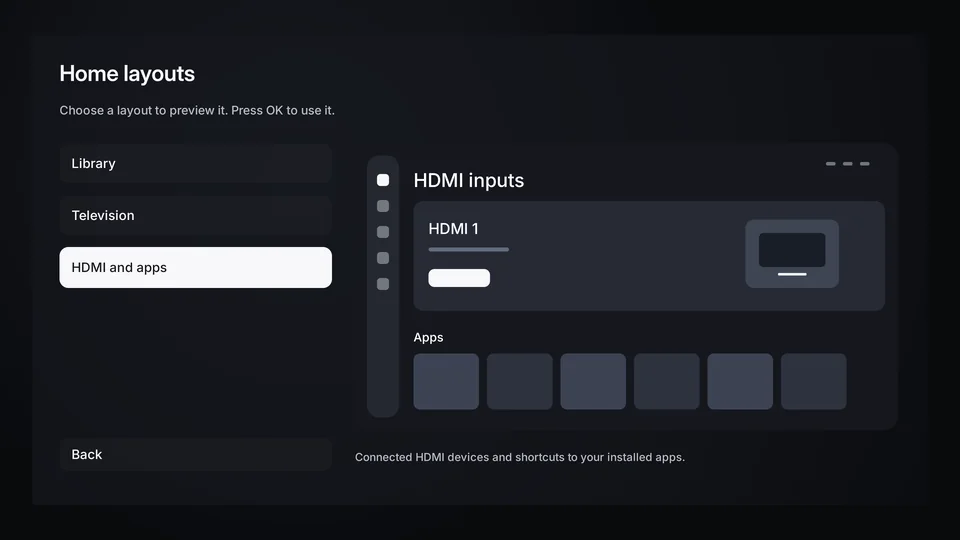 Home layouts
Choose a layout to preview it. Press OK to use it.
Library
Television
HDMI and apps
Back
HDMI inputs
HDMI 1
Apps
Connected HDMI devices and shortcuts to your installed apps.